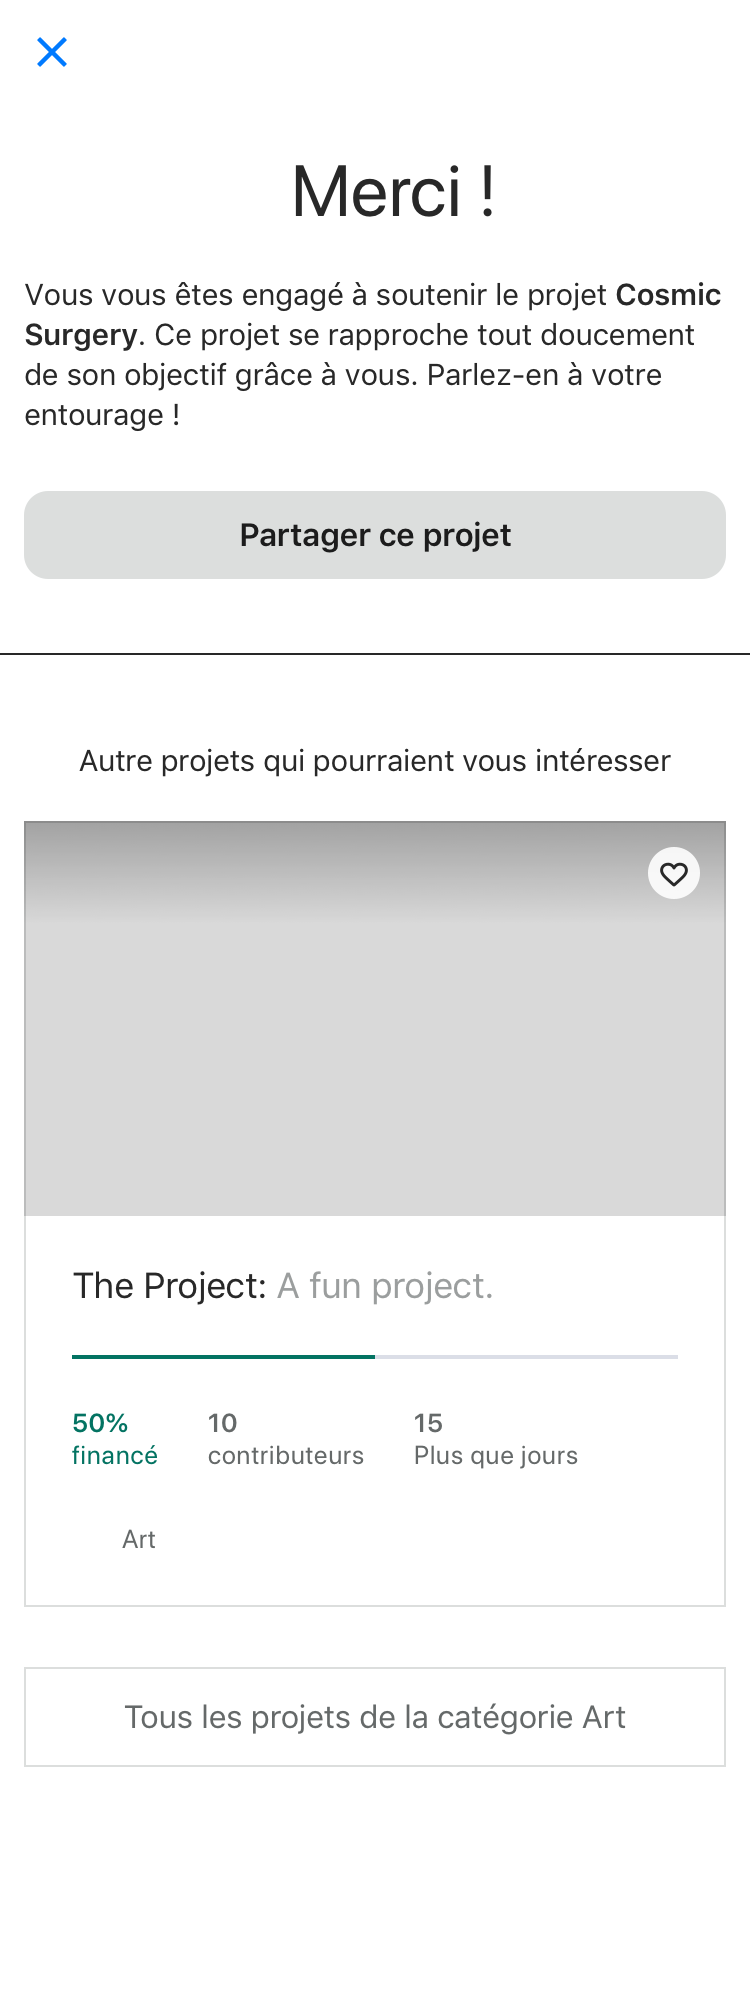 Merci !
Vous vous êtes engagé à soutenir le projet Cosmic
Surgery. Ce projet se rapproche tout doucement
de son objectif grâce à vous. Parlez-en à votre
entourage !
Partager ce projet
Autre projets qui pourraient vous intéresser
The Project: A fun project.
50% 10 15
financé contributeurs Plus que jours
Art
Tous les projets de la catégorie Art